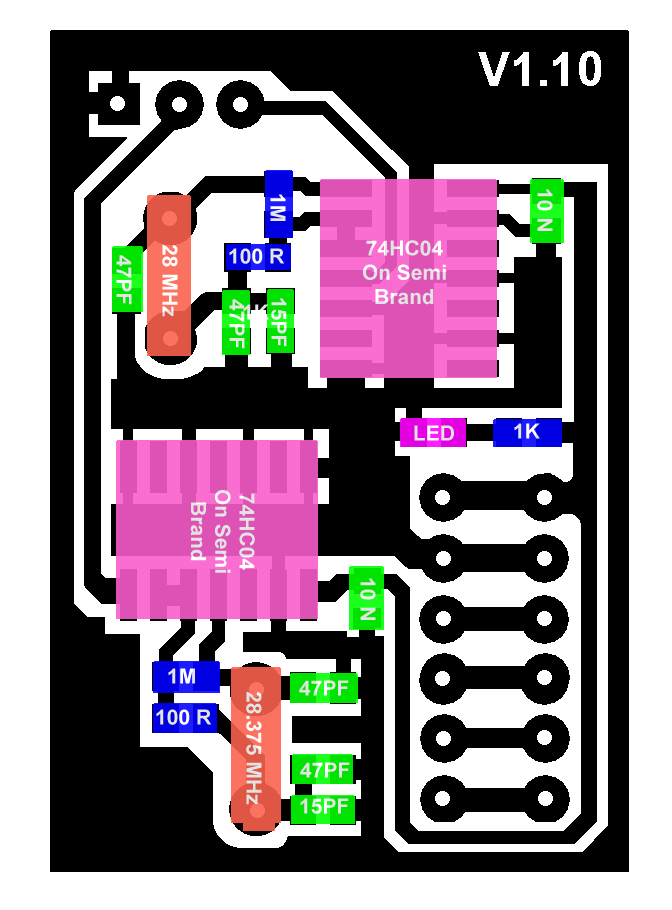 V1.10
1M
10 N
74HC04
On Semi
Brand
100 R
47PF
28 MHz
47PF
1K
15PF
LED
1K
74HC04
On Semi
Brand
10 N
1M
47PF
100 R
28.375 MHz
47PF
15PF